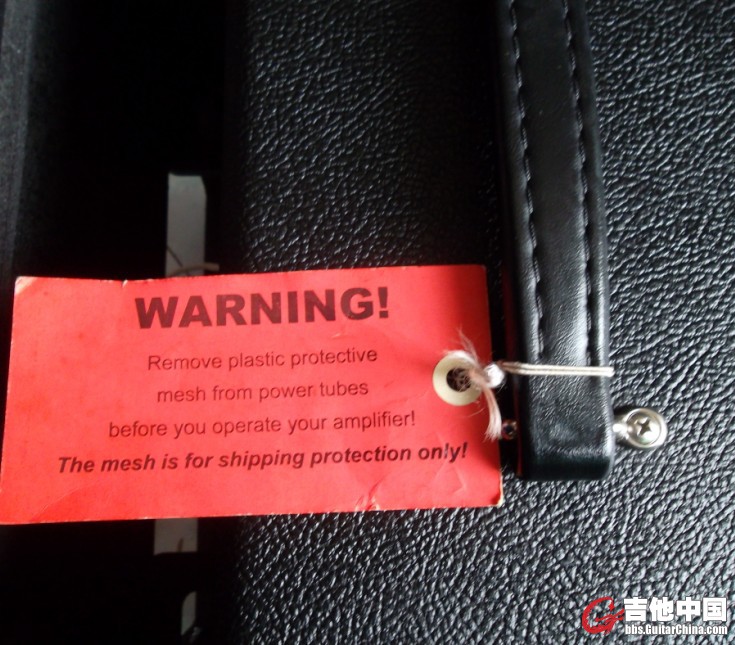 WARNING!
Remove plastic protective
mesh from power tubes
before you operate your amplifier!
The mesh is for shipping protection only!
吉他中国
bbs.GuitarChina.com